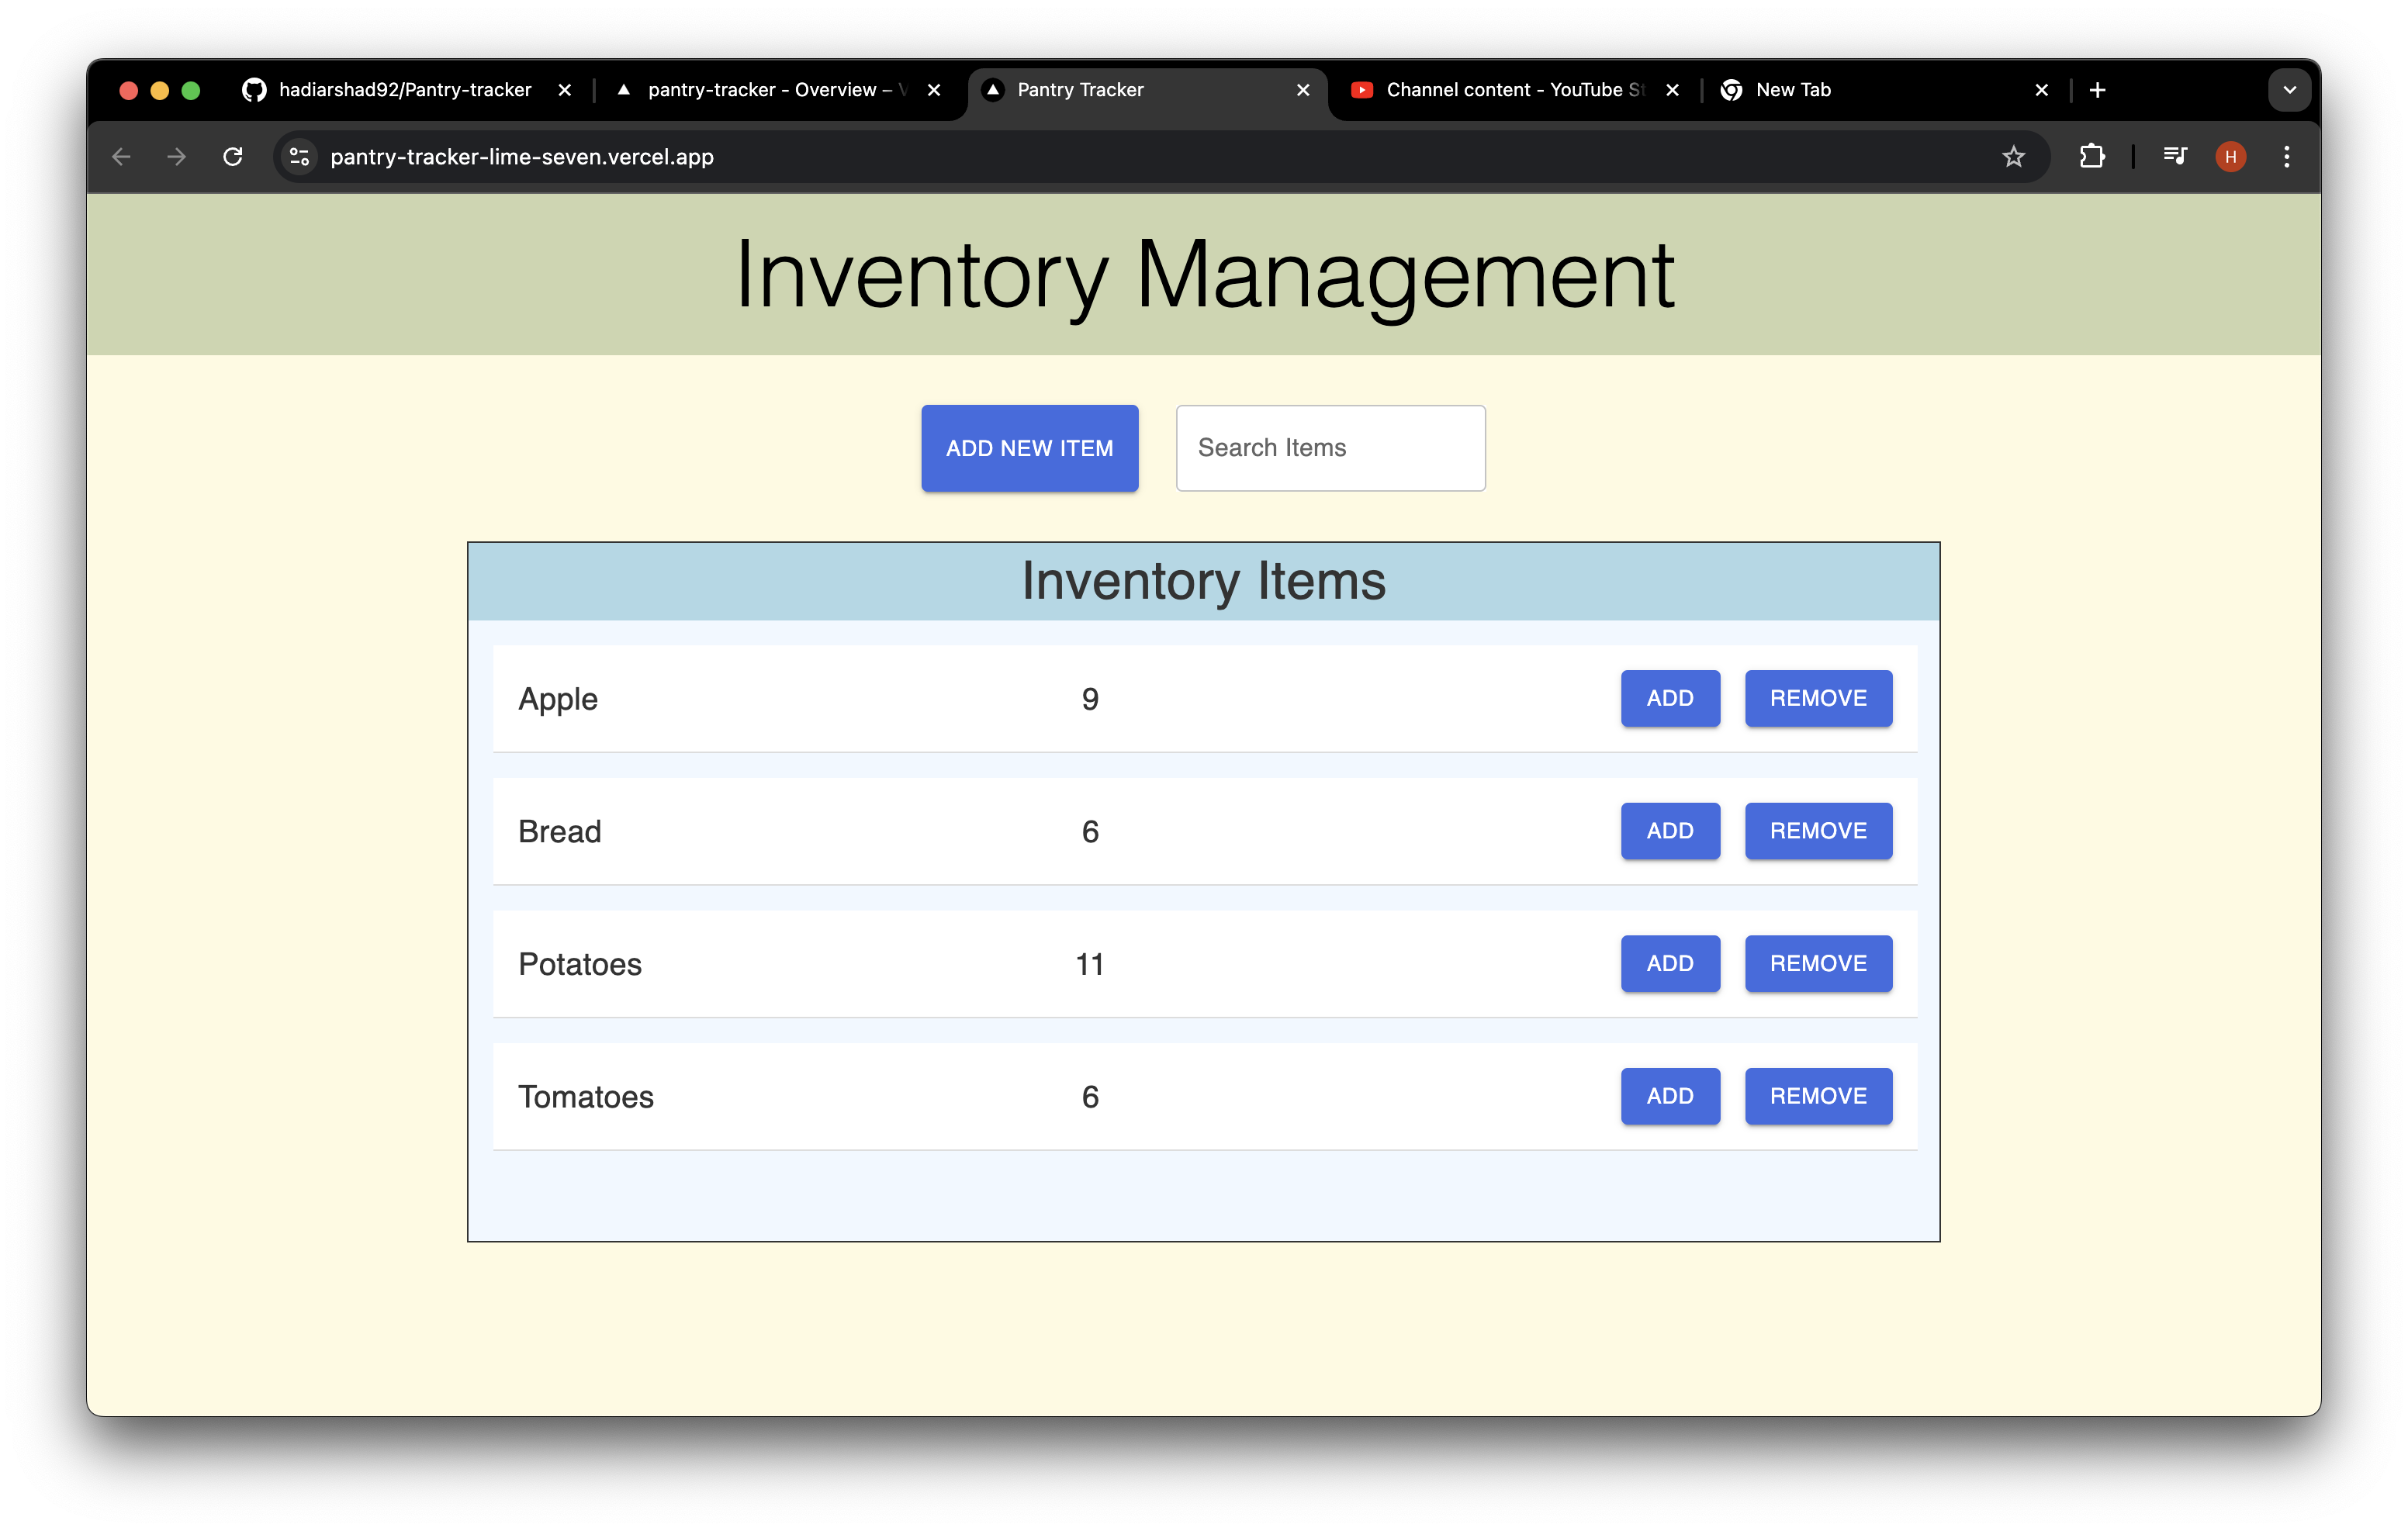 hadiarshad92/Pantry-tracker
pantry-tracker - Overview –
Pantry Tracker
Channel content - YouTube
New Tab
pantry-tracker-lime-seven.vercel.app
H
Inventory Management
ADD NEW ITEM
Search Items
Inventory Items
Apple 9 ADD REMOVE
Bread 6 ADD REMOVE
Potatoes 11 ADD REMOVE
Tomatoes 6 ADD REMOVE